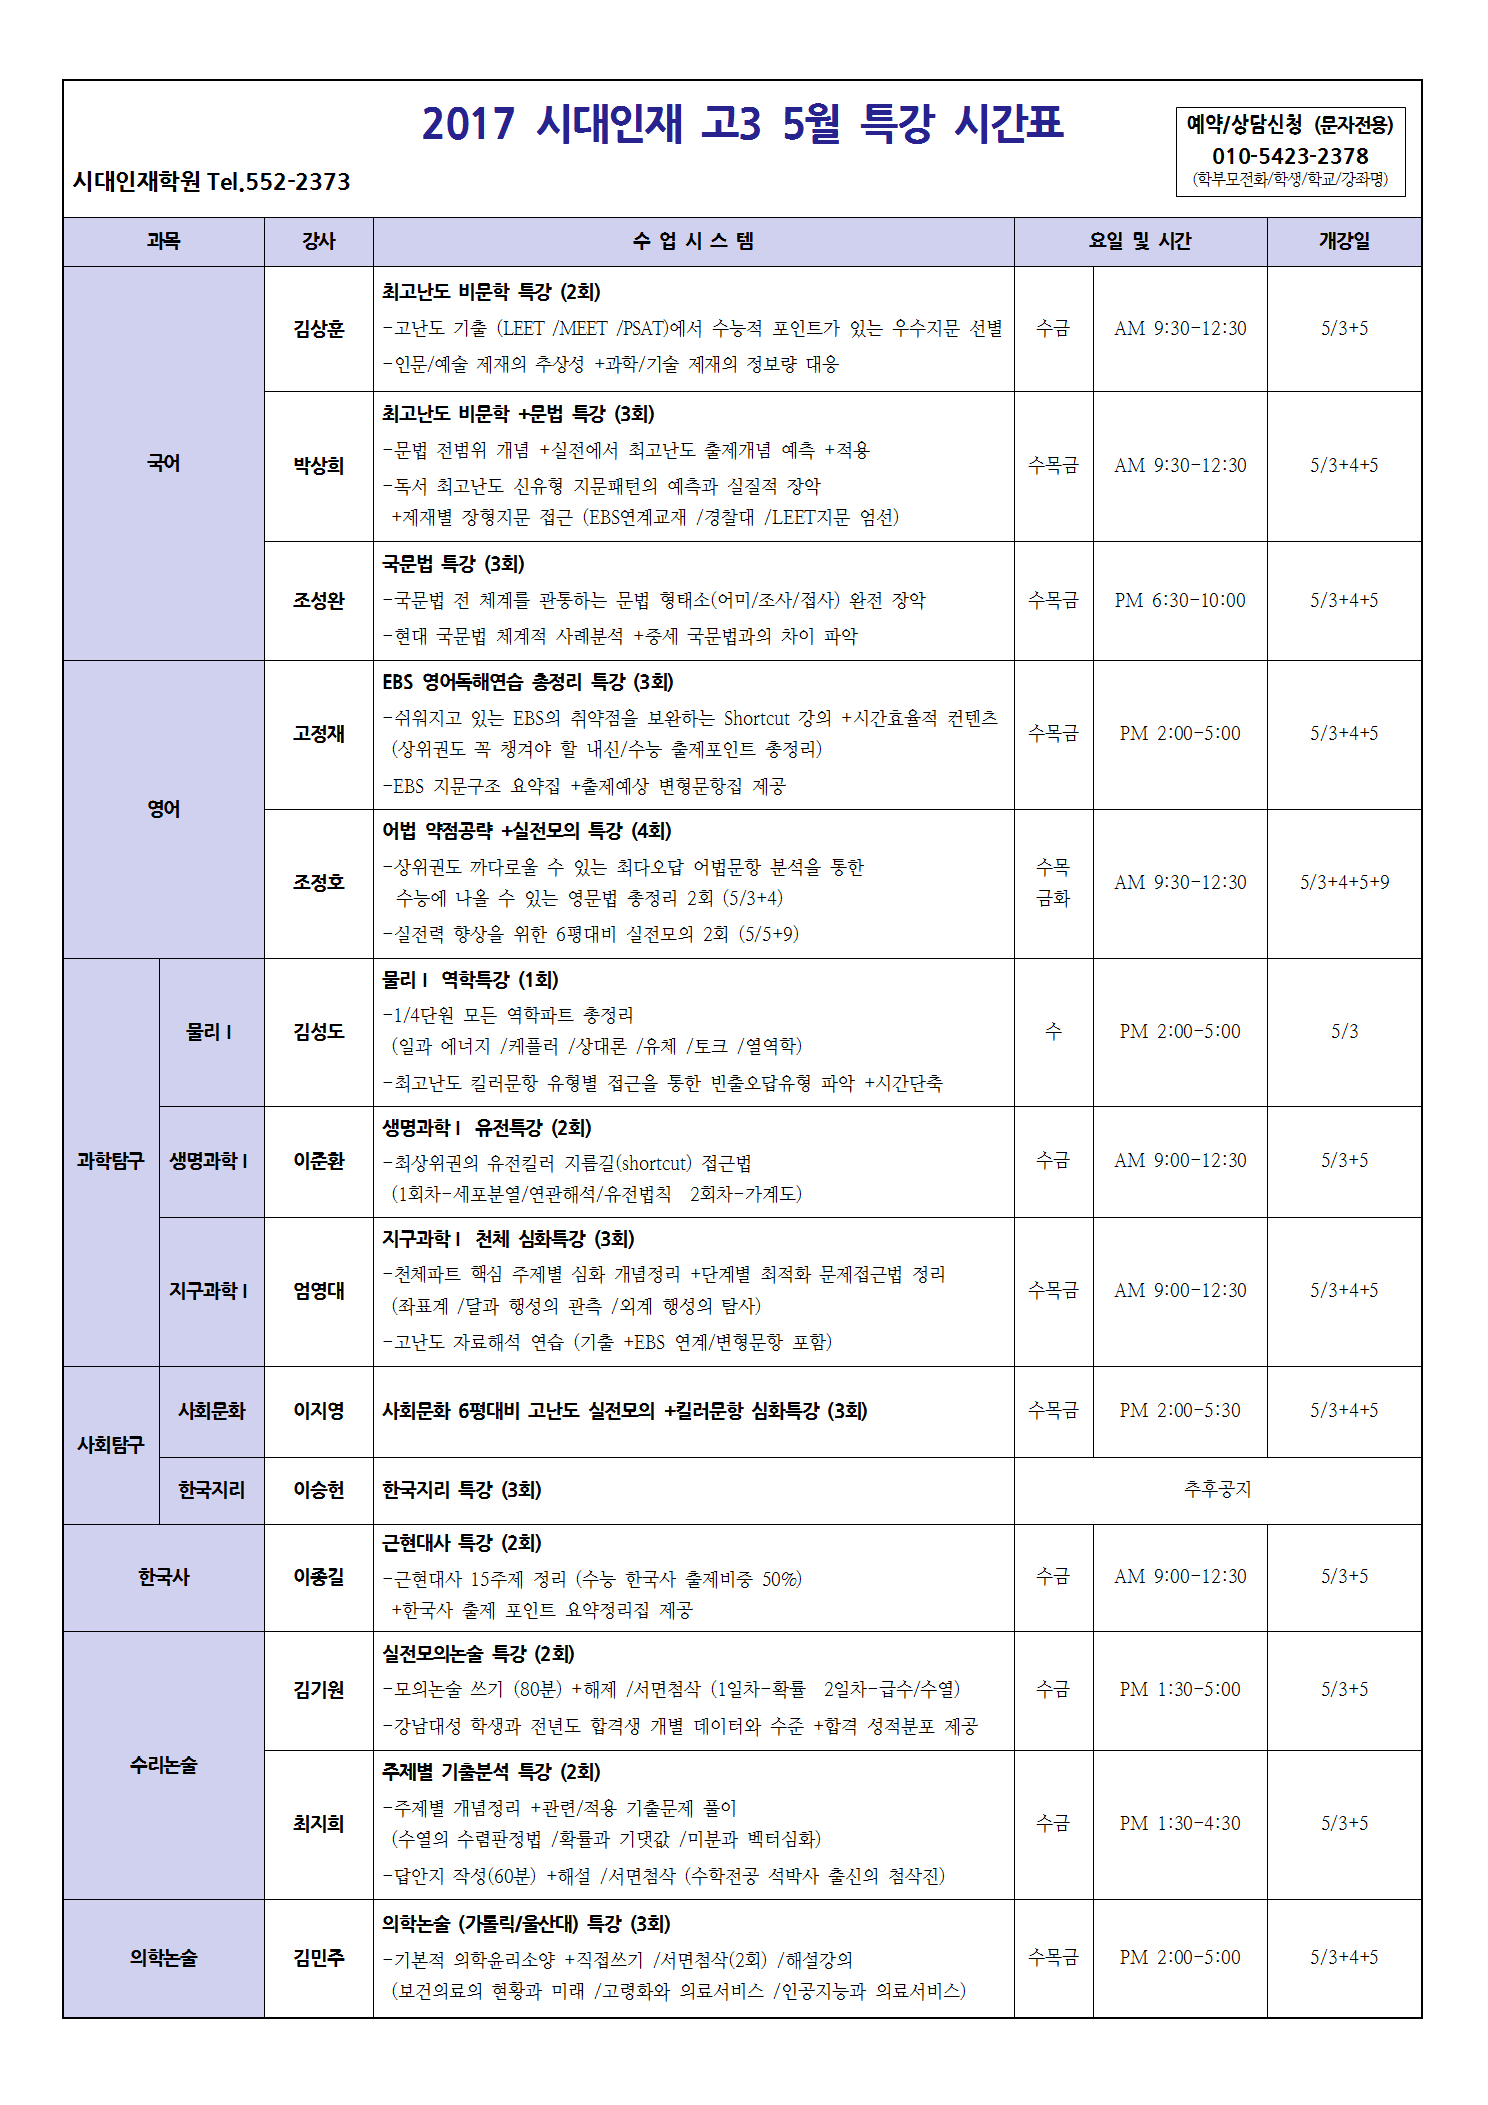 2017 시대인재 고3 5월 특강 시간표
예약/상담신청 (문자전용)
010-5423-2378
(학부모전화/학생/학교/강좌명)
시대인재학원 Tel.552-2373
과목 강사 수 업 시 스 템 요일 및 시간 개강일
국어
김상훈
최고난도 비문학 특강 (2회)
-고난도 기출 (LEET /MEET /PSAT)에서 수능적 포인트가 있는 우수지문 선별
-인문/예술 제재의 추상성 +과학/기술 제재의 정보량 대응
수금 AM 9:30-12:30 5/3+5
박상희
최고난도 비문학 +문법 특강 (3회)
-문법 전범위 개념 +실전에서 최고난도 출제개념 예측 +적용
-독서 최고난도 신유형 지문패턴의 예측과 실질적 장악
+제재별 장형지문 접근 (EBS연계교재 /경찰대 /LEET지문 엄선)
수목금 AM 9:30-12:30 5/3+4+5
조성완
국문법 특강 (3회)
-국문법 전 체계를 관통하는 문법 형태소(어미/조사/접사) 완전 장악
-현대 국문법 체계적 사례분석 +중세 국문법과의 차이 파악
수목금 PM 6:30-10:00 5/3+4+5
영어
고정재
EBS 영어독해연습 총정리 특강 (3회)
-쉬워지고 있는 EBS의 취약점을 보완하는 Shortcut 강의 +시간효율적 컨텐츠
(상위권도 꼭 챙겨야 할 내신/수능 출제포인트 총정리)
-EBS 지문구조 요약집 +출제예상 변형문항집 제공
수목금 PM 2:00-5:00 5/3+4+5
조정호
어법 약점공략 +실전모의 특강 (4회)
-상위권도 까다로울 수 있는 최다오답 어법문항 분석을 통한
수능에 나올 수 있는 영문법 총정리 2회 (5/3+4)
-실전력 향상을 위한 6평대비 실전모의 2회 (5/5+9)
수목
금화
AM 9:30-12:30 5/3+4+5+9
과학탐구
물리 I 김성도
물리 I 역학특강 (1회)
-1/4단원 모든 역학파트 총정리
(일과 에너지 /케플러 /상대론 /유체 /토크 /열역학)
-최고난도 킬러문항 유형별 접근을 통한 빈출오답유형 파악 +시간단축
수 PM 2:00-5:00 5/3
생명과학 I 이준환
생명과학 I 유전특강 (2회)
-최상위권의 유전킬러 지름길(shortcut) 접근법
(1회차-세포분열/연관해석/유전법칙 2회차-가계도)
수금 AM 9:00-12:30 5/3+5
지구과학 I 엄영대
지구과학 I 천체 심화특강 (3회)
-천체파트 핵심 주제별 심화 개념정리 +단계별 최적화 문제접근법 정리
(좌표계 /달과 행성의 관측 /외계 행성의 탐사)
-고난도 자료해석 연습 (기출 +EBS 연계/변형문항 포함)
수목금 AM 9:00-12:30 5/3+4+5
사회탐구
사회문화 이지영 사회문화 6평대비 고난도 실전모의 +킬러문항 심화특강 (3회) 수목금 PM 2:00-5:30 5/3+4+5
한국지리 이승헌 한국지리 특강 (3회) 추후공지
한국사 이종길
근현대사 특강 (2회)
-근현대사 15주제 정리 (수능 한국사 출제비중 50%)
+한국사 출제 포인트 요약정리집 제공
수금 AM 9:00-12:30 5/3+5
수리논술
김기원
실전모의논술 특강 (2회)
-모의논술 쓰기 (80분) +해제 /서면첨삭 (1일차-확률 2일차-급수/수열)
-강남대성 학생과 전년도 합격생 개별 데이터와 수준 +합격 성적분포 제공
수금 PM 1:30-5:00 5/3+5
최지희
주제별 기출분석 특강 (2회)
-주제별 개념정리 +관련/적용 기출문제 풀이
(수열의 수렴판정법 /확률과 기댓값 /미분과 벡터심화)
-답안지 작성(60분) +해설 /서면첨삭 (수학전공 석박사 출신의 첨삭진)
수금 PM 1:30-4:30 5/3+5
의학논술 김민주
의학논술 (가톨릭/울산대) 특강 (3회)
-기본적 의학윤리소양 +직접쓰기 /서면첨삭(2회) /해설강의
(보건의료의 현황과 미래 /고령화와 의료서비스 /인공지능과 의료서비스)
수목금 PM 2:00-5:00 5/3+4+5